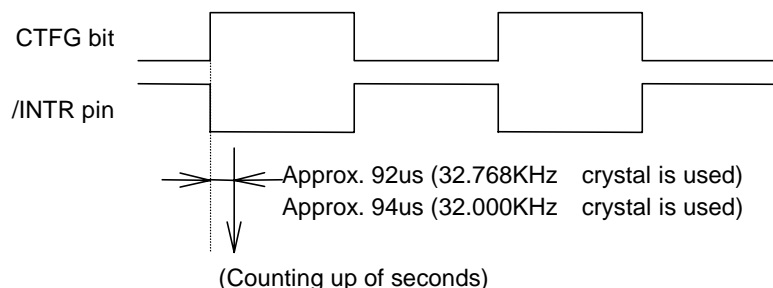 CTFG bit
/INTR pin
Approx. 92us (32.768KHz crystal is used)
Approx. 94us (32.000KHz crystal is used)
(Counting up of seconds)